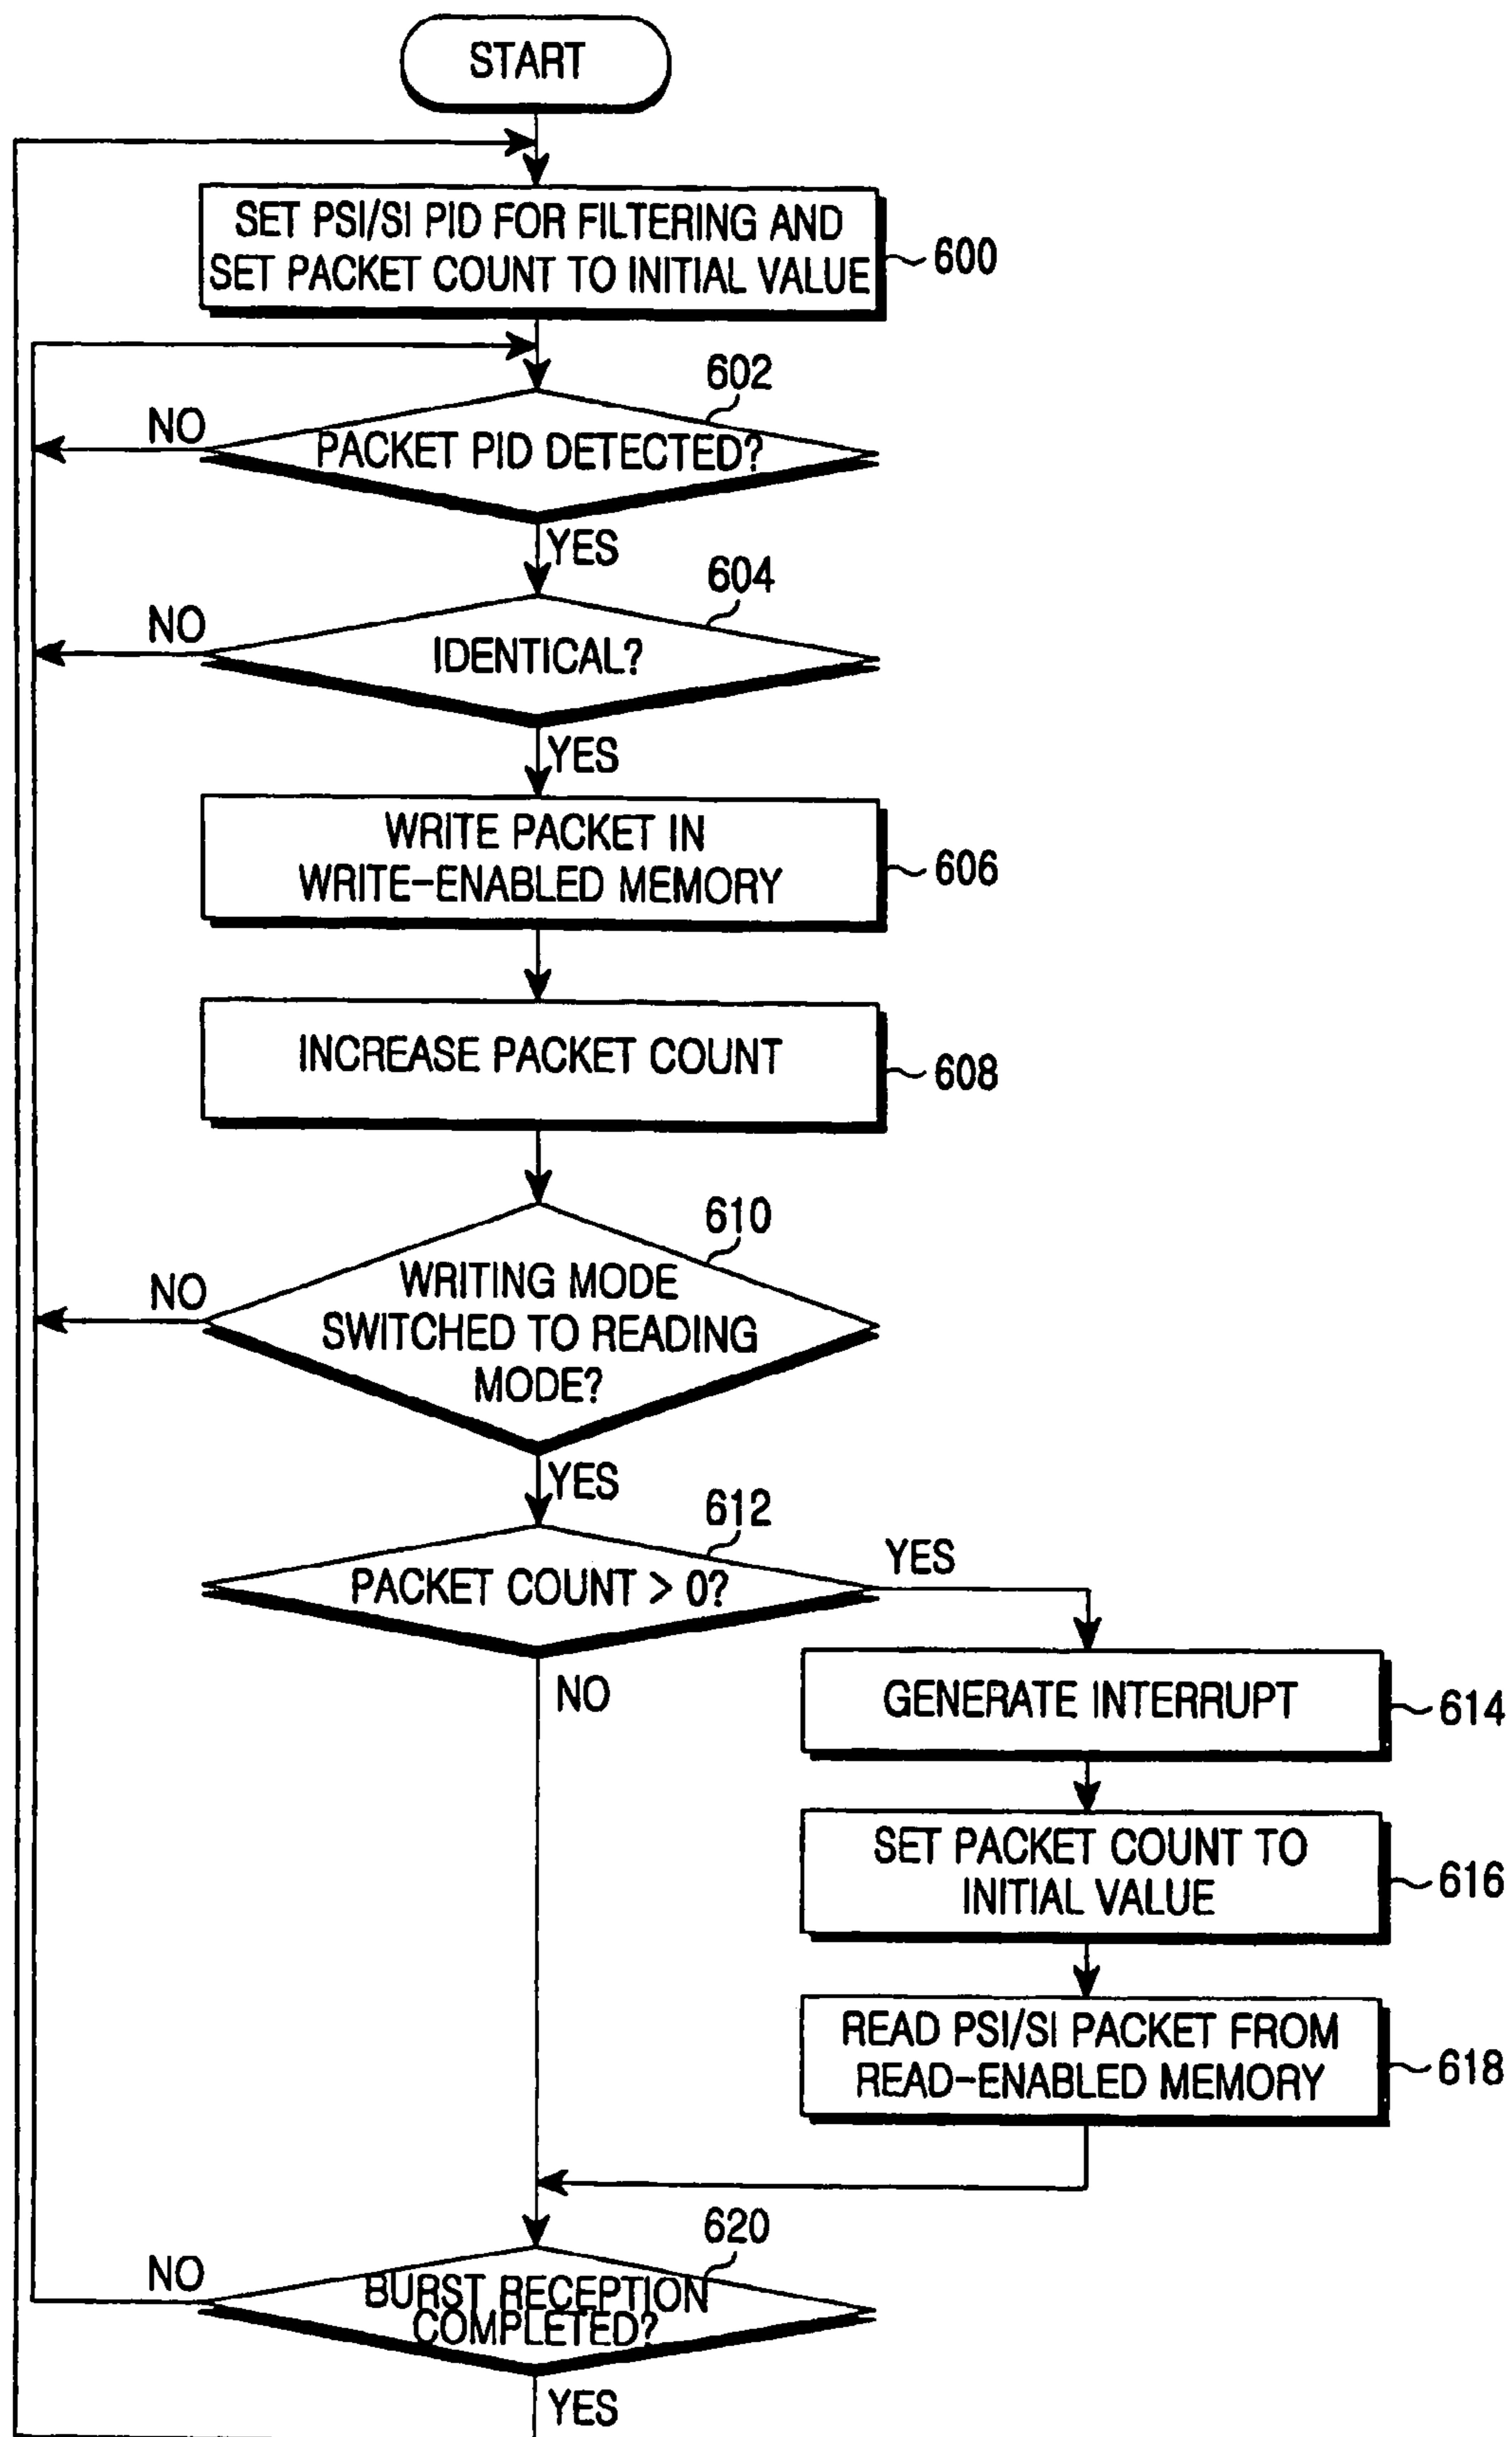 START
SET PSI/SI PID FOR FILTERING AND
SET PACKET COUNT TO INITIAL VALUE
600
602
NO
PACKET PID DETECTED?
YES
604
NO
IDENTICAL?
YES
WRITE PACKET IN
WRITE-ENABLED MEMORY
606
INCREASE PACKET COUNT
608
610
NO
WRITING MODE
SWITCHED TO READING
MODE?
YES
612
YES
PACKET COUNT > 0?
NO
GENERATE INTERRUPT
614
SET PACKET COUNT TO
INITIAL VALUE
616
READ PSI/SI PACKET FROM
READ-ENABLED MEMORY
618
620
NO
BURST RECEPTION
COMPLETED?
YES